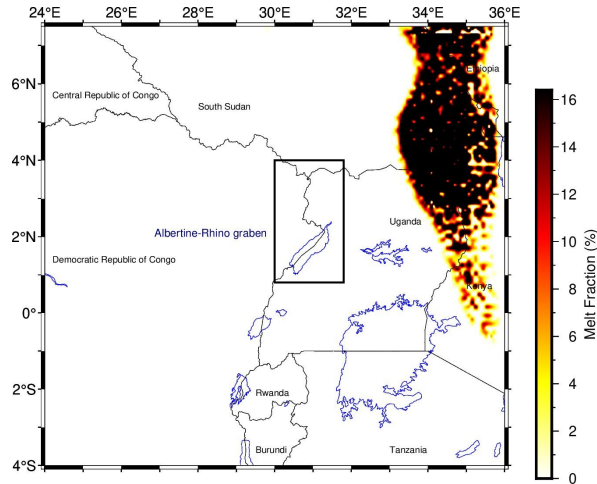 24°E 26°E 28°E 30°E 32°E 34°E 36°E
6°N
Ethiopia
Central Republic of Congo
South Sudan
4°N
Albertine-Rhino graben
Uganda
2°N
Democratic Republic of Congo
0°
Kenya
2°S
Rwanda
4°S
Burundi
Tanzania
16
14
12
10
8
6
4
2
0
Melt Fraction (%)